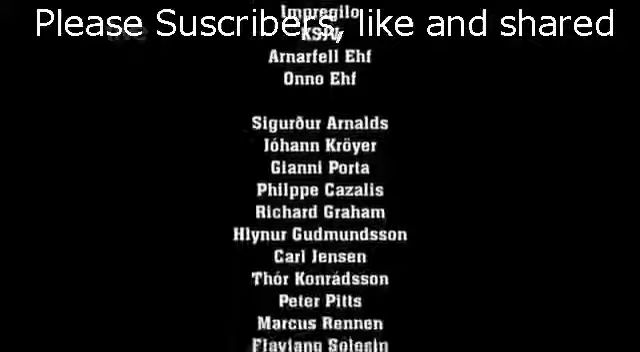 Please Suscribers, like and shared
Impregilo
Arnarfell Ehf
Onno Ehf
Sigurður Arnalds
Jóhann Kröyer
Gianni Porta
Philppe Cazalis
Richard Graham
Hlynur Gudmundsson
Carl Jensen
Thór Konrádsson
Peter Pitts
Marcus Rennen